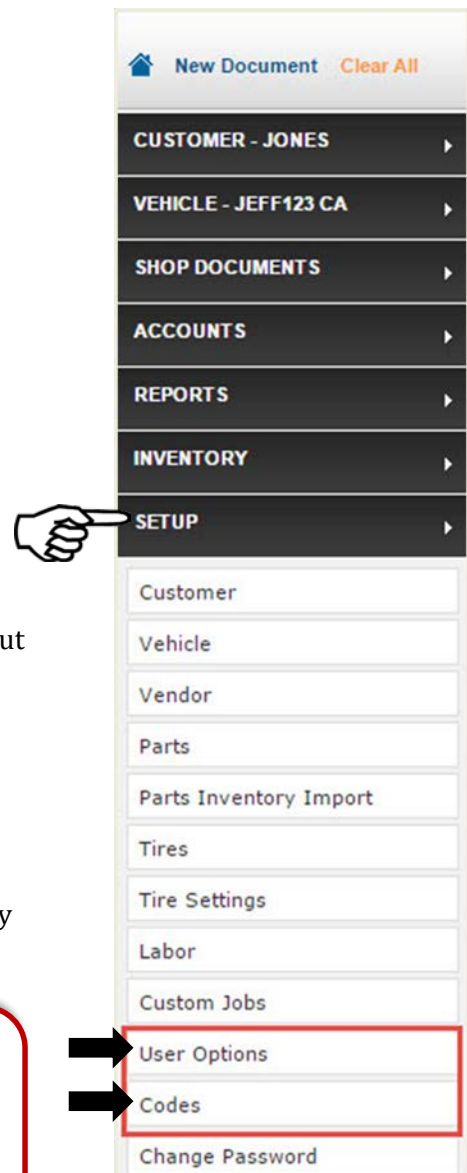 New Document Clear All
CUSTOMER - JONES
VEHICLE - JEFF123 CA
SHOP DOCUMENTS
ACCOUNTS
REPORTS
INVENTORY
SETUP
Customer
ut
Vehicle
Vendor
Parts
Parts Inventory Import
Tires
Tire Settings
y
Labor
Custom Jobs
User Options
Codes
Change Password